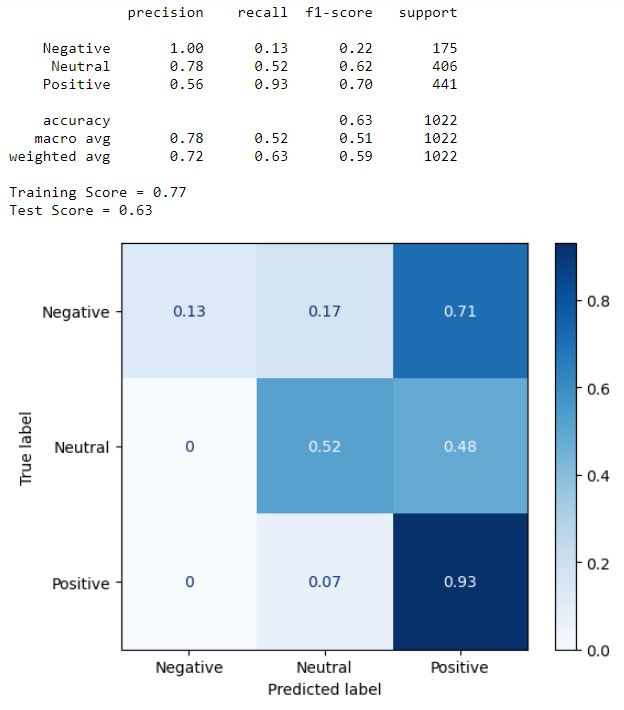 precision recall f1-score support
Negative 1.00 0.13 0.22 175
Neutral 0.78 0.52 0.62 406
Positive 0.56 0.93 0.70 441
accuracy 0.63 1022
macro avg 0.78 0.52 0.51 1022
weighted avg 0.72 0.63 0.59 1022
Training Score = 0.77
Test Score = 0.63
True label
Negative 0.13 0.17 0.71
Neutral 0 0.52 0.48
Positive 0 0.07 0.93
Negative Neutral Positive
Predicted label
0.8
0.6
0.4
0.2
0.0